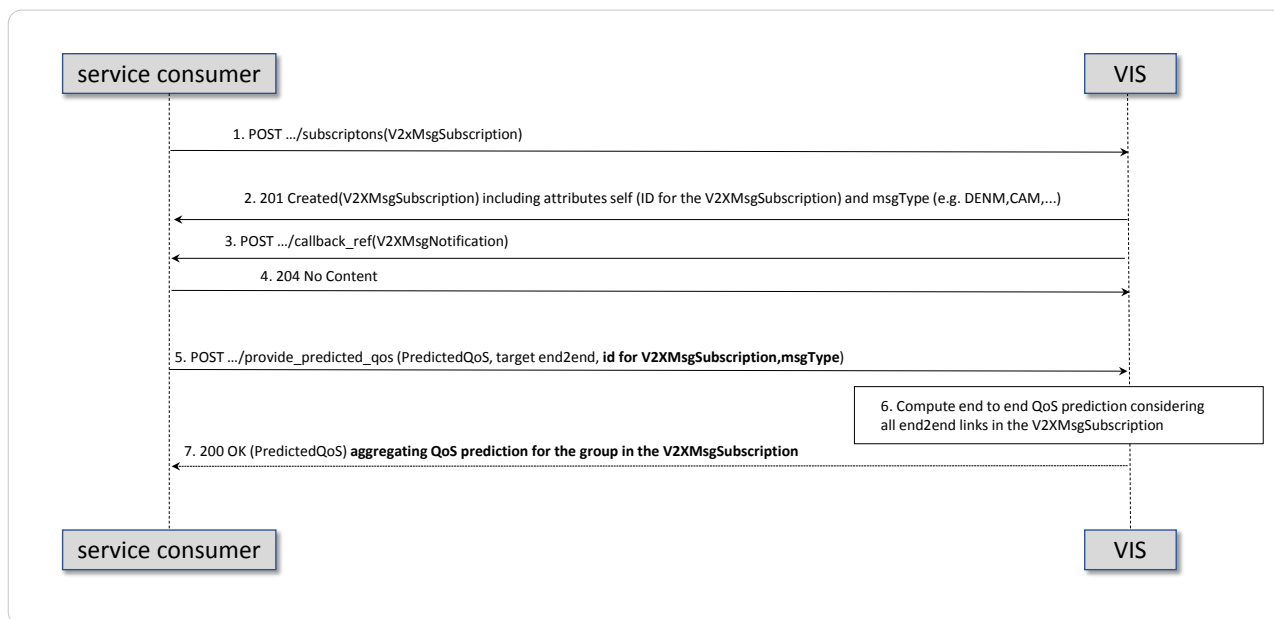 service consumer
VIS
1. POST …/subscriptons(V2xMsgSubscription)
2. 201 Created(V2XMsgSubscription) including attributes self (ID for the V2XMsgSubscription) and msgType (e.g. DENM,CAM,...)
3. POST …/callback_ref(V2XMsgNotification)
4. 204 No Content
5. POST …/provide_predicted_qos (PredictedQoS, target end2end, id for V2XMsgSubscription,msgType)
6. Compute end to end QoS prediction considering
all end2end links in the V2XMsgSubscription
7. 200 OK (PredictedQoS) aggregating QoS prediction for the group in the V2XMsgSubscription
service consumer
VIS